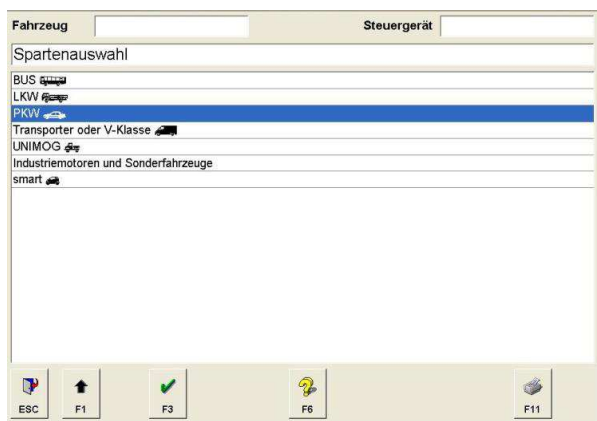 Fahrzeug Steuergerät
Spartenauswahl
BUS
LKW
PKW
Transporter oder V-Klasse
UNIMOG
Industriemotoren und Sonderfahrzeuge
smart
ESC F1 F3 F6 F11